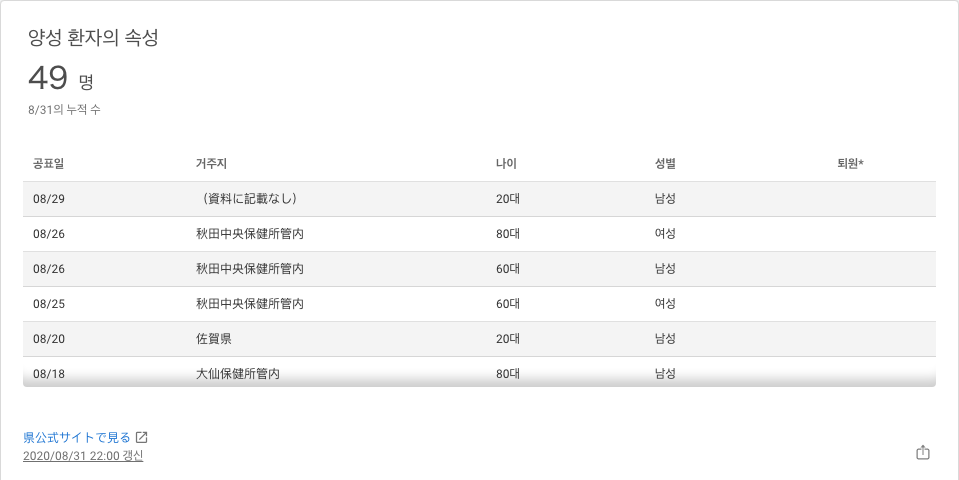 양성 환자의 속성
49 명
8/31의 누적 수
공표일 거주지 나이 성별 퇴원*
08/29 （資料に記載なし） 20대 남성
08/26 秋田中央保健所管内 80대 여성
08/26 秋田中央保健所管内 60대 남성
08/25 秋田中央保健所管内 60대 여성
08/20 佐賀県 20대 남성
08/18 大仙保健所管内 80대 남성
県公式サイトで見る
2020/08/31 22:00 갱신